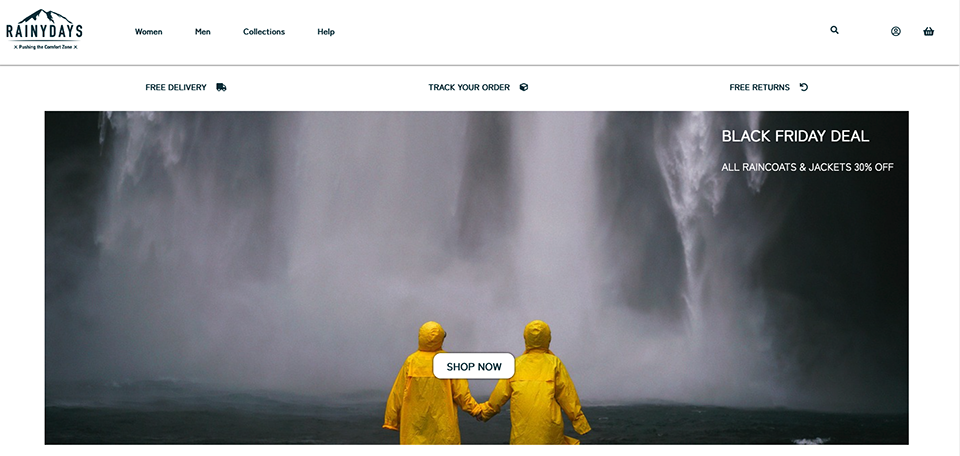 RAINYDAYS
× Pushing the Comfort Zone ×
Women
Men
Collections
Help
FREE DELIVERY
TRACK YOUR ORDER
FREE RETURNS
BLACK FRIDAY DEAL
ALL RAINCOATS & JACKETS 30% OFF
SHOP NOW